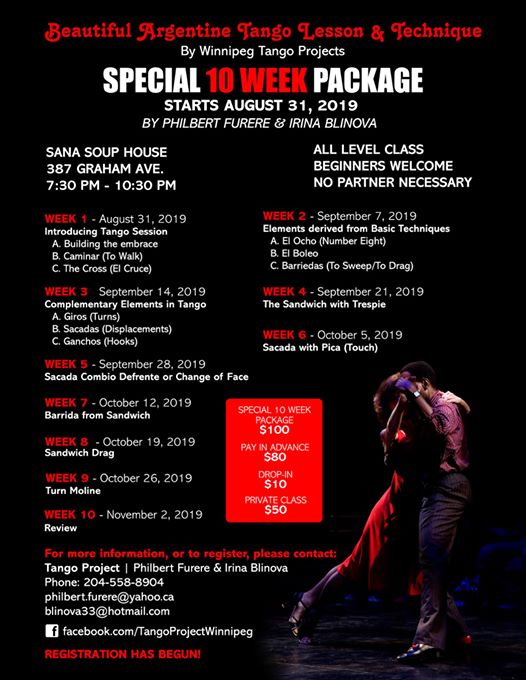 Beautiful Argentine Tango Lesson & Technique
By Winnipeg Tango Projects
SPECIAL 10 WEEK PACKAGE
STARTS AUGUST 31, 2019
BY PHILBERT FURERE & IRINA BLINOVA
SANA SOUP HOUSE
387 GRAHAM AVE.
7:30 PM - 10:30 PM
ALL LEVEL CLASS
BEGINNERS WELCOME
NO PARTNER NECESSARY
WEEK 1 - August 31, 2019
Introducing Tango Session
A. Building the embrace
B. Caminar (To Walk)
C. The Cross (El Cruce)
WEEK 2 - September 7, 2019
Elements derived from Basic Techniques
A. El Ocho (Number Eight)
B. El Boleo
C. Barriedas (To Sweep/To Drag)
WEEK 3 September 14, 2019
Complementary Elements in Tango
A. Giros (Turns)
B. Sacadas (Displacements)
C. Ganchos (Hooks)
WEEK 4 - September 21, 2019
The Sandwich with Trespie
WEEK 6 - October 5, 2019
Sacada with Pica (Touch)
WEEK 5 - September 28, 2019
Sacada Combio Defrente or Change of Face
WEEK 7 - October 12, 2019
Barrida from Sandwich
WEEK 8 - October 19, 2019
Sandwich Drag
WEEK 9 - October 26, 2019
Turn Moline
WEEK 10 - November 2, 2019
Review
SPECIAL 10 WEEK
PACKAGE
$100
PAY IN ADVANCE
$80
DROP-IN
$10
PRIVATE CLASS
$50
For more information, or to register, please contact:
Tango Project | Philbert Furere & Irina Blinova
Phone: 204-558-8904
philbert.furere@yahoo.ca
blinova33@hotmail.com
f facebook.com/TangoProjectWinnipeg
REGISTRATION HAS BEGUN!